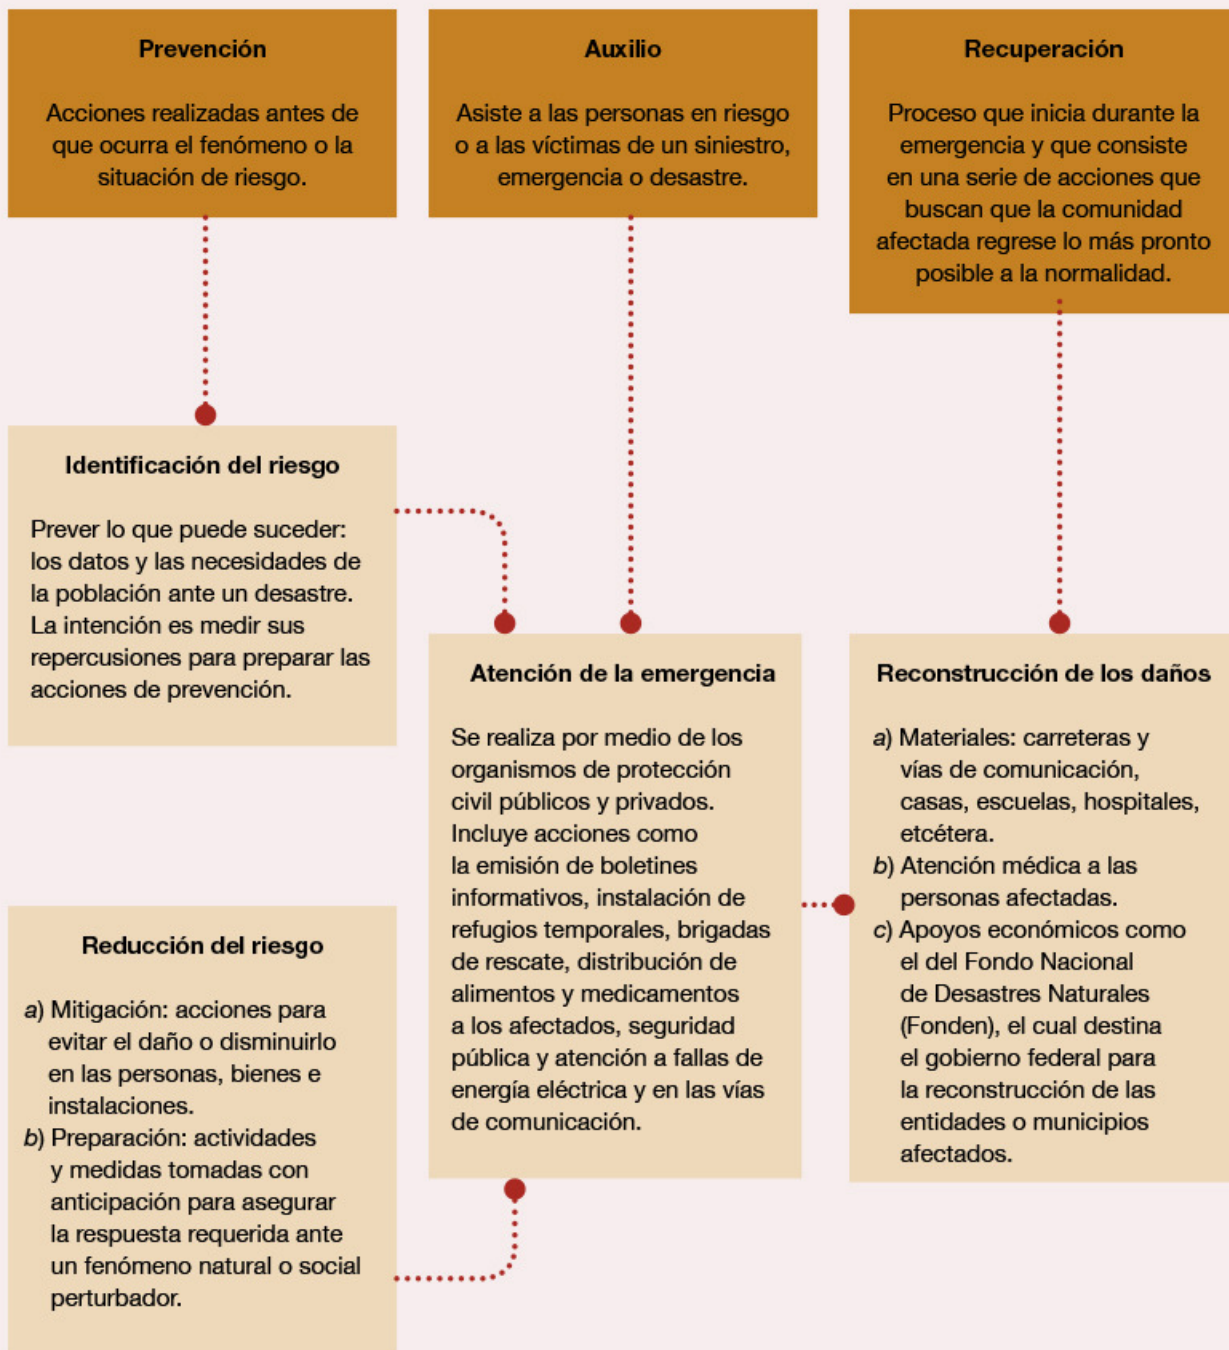 Prevención
Acciones realizadas antes de
que ocurra el fenómeno o la
situación de riesgo.
Auxilio
Asiste a las personas en riesgo
o a las víctimas de un siniestro,
emergencia o desastre.
Recuperación
Proceso que inicia durante la
emergencia y que consiste
en una serie de acciones que
buscan que la comunidad
afectada regrese lo más pronto
posible a la normalidad.
Identificación del riesgo
Prever lo que puede suceder:
los datos y las necesidades de
la población ante un desastre.
La intención es medir sus
repercusiones para preparar las
acciones de prevención.
Reducción del riesgo
a) Mitigación: acciones para
evitar el daño o disminuirlo
en las personas, bienes e
instalaciones.
b) Preparación: actividades
y medidas tomadas con
anticipación para asegurar
la respuesta requerida ante
un fenómeno natural o social
perturbador.
Atención de la emergencia
Se realiza por medio de los
organismos de protección
civil públicos y privados.
Incluye acciones como
la emisión de boletines
informativos, instalación de
refugios temporales, brigadas
de rescate, distribución de
alimentos y medicamentos
a los afectados, seguridad
pública y atención a fallas de
energía eléctrica y en las vías
de comunicación.
Reconstrucción de los daños
a) Materiales: carreteras y
vías de comunicación,
casas, escuelas, hospitales,
etcétera.
b) Atención médica a las
personas afectadas.
c) Apoyos económicos como
el del Fondo Nacional
de Desastres Naturales
(Fonden), el cual destina
el gobierno federal para
la reconstrucción de las
entidades o municipios
afectados.